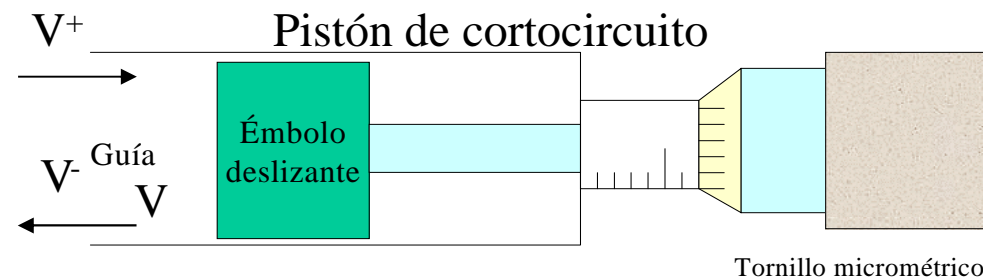 Pistón de cortocircuito
V+
Émbolo
deslizante
Guía
V-
V
Tornillo micrométrico